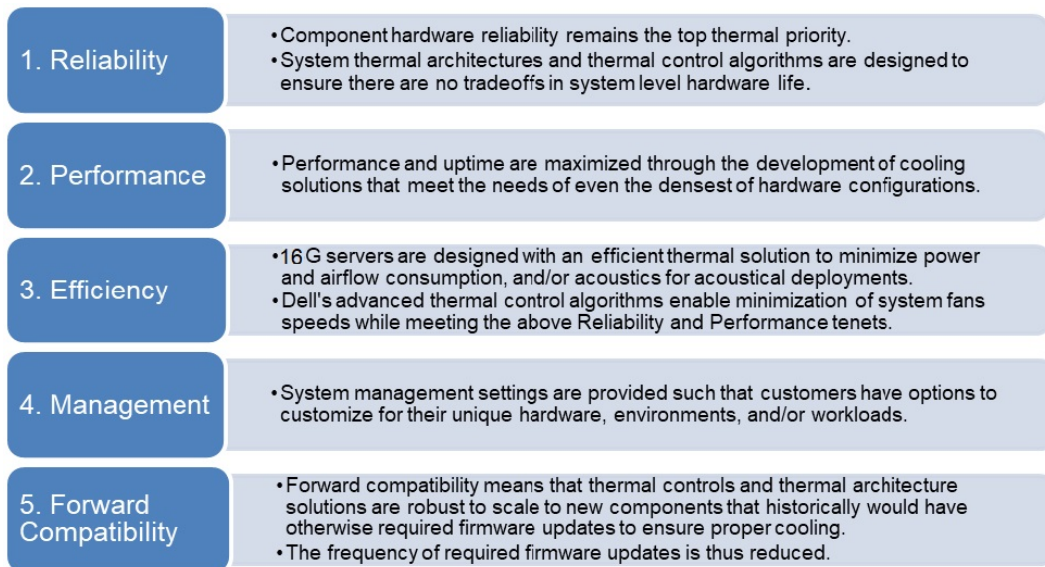 1. Reliability
•Component hardware reliability remains the top thermal priority.
•System thermal architectures and thermal control algorithms are designed to
ensure there are no tradeoffs in system level hardware life.
2. Performance
•Performance and uptime are maximized through the development of cooling
solutions that meet the needs of even the densest of hardware configurations.
3. Efficiency
•16G servers are designed with an efficient thermal solution to minimize power
and airflow consumption, and/or acoustics for acoustical deployments.
•Dell's advanced thermal control algorithms enable minimization of system fans
speeds while meeting the above Reliability and Performance tenets.
4. Management
•System management settings are provided such that customers have options to
customize for their unique hardware, environments, and/or workloads.
5. Forward
Compatibility
•Forward compatibility means that thermal controls and thermal architecture
solutions are robust to scale to new components that historically would have
otherwise required firmware updates to ensure proper cooling.
•The frequency of required firmware updates is thus reduced.